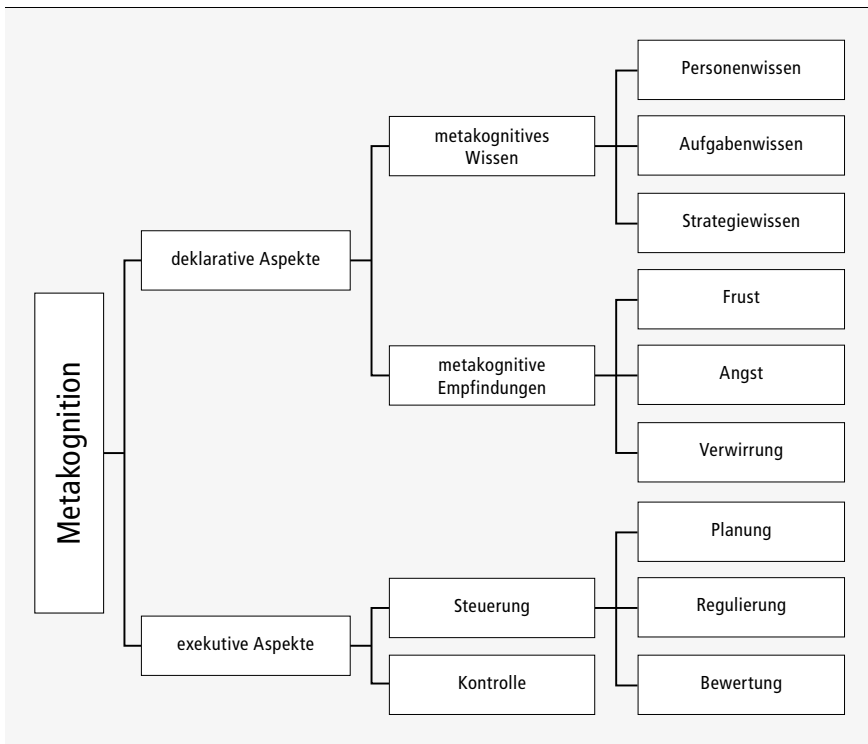 Metakognition
deklarative Aspekte
metakognitives
Wissen
Personenwissen
Aufgabenwissen
Strategiewissen
metakognitive
Empfindungen
Frust
Angst
Verwirrung
exekutive Aspekte
Steuerung
Planung
Regulierung
Bewertung
Kontrolle